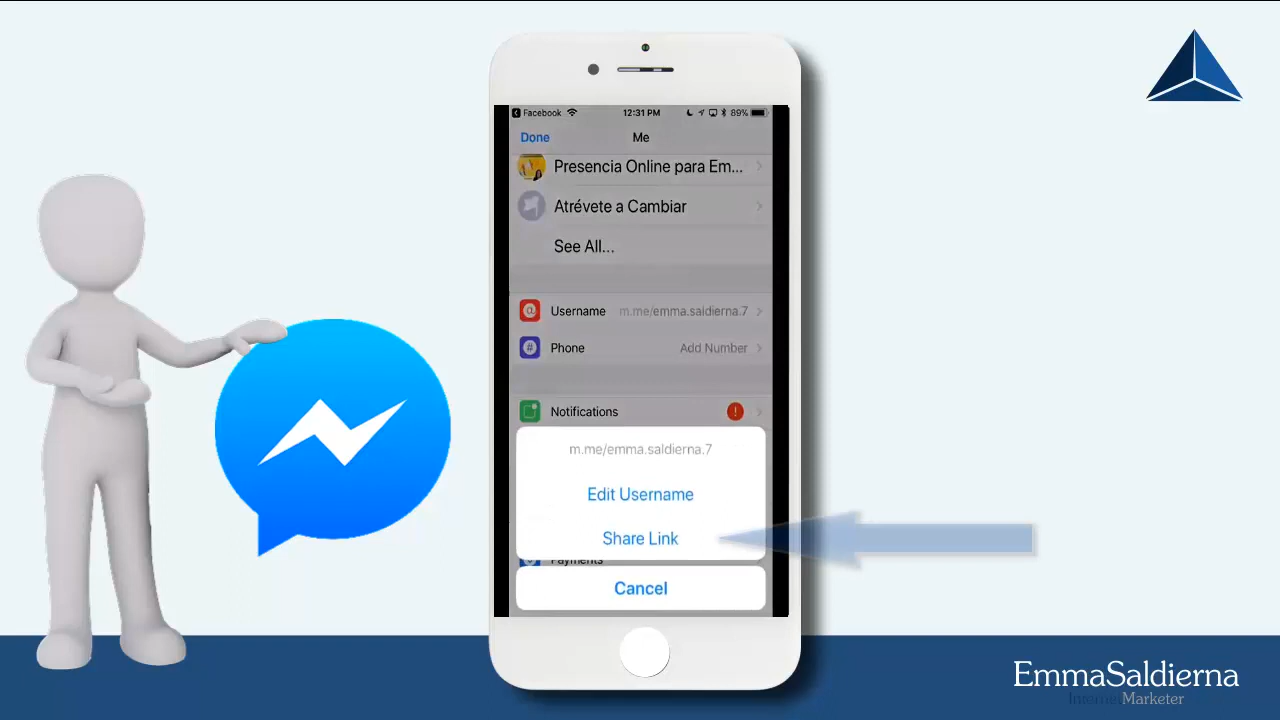 Facebook 12:31 PM 89%
Done Me
Presencia Online para Em...
Atrévete a Cambiar
See All...
@ Username m.me/emma.saldierna.7
# Phone Add Number
Notifications !
m.me/emma.saldierna.7
Edit Username
Share Link
Payments
Cancel
EmmaSaldierna
Internet Marketer